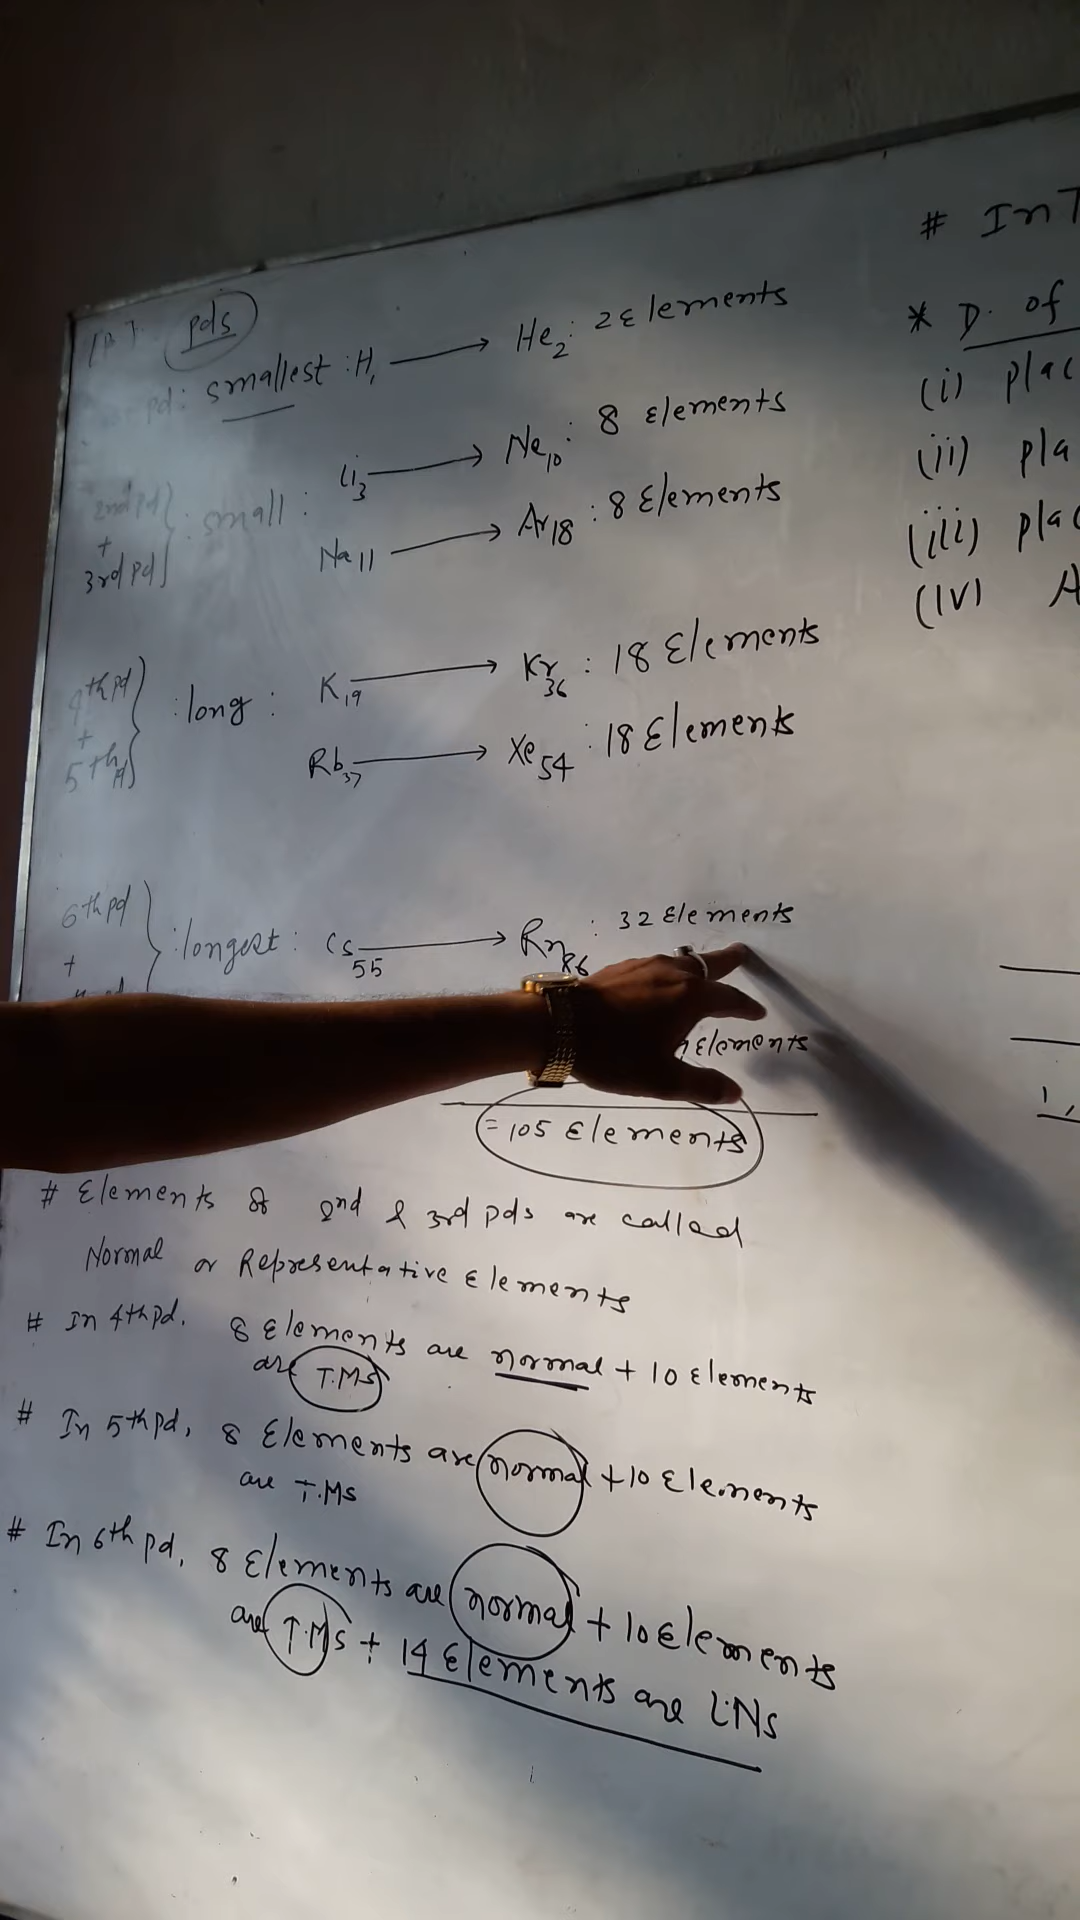 pds
pd: smallest : H1 ⟶ He2 : 2 Elements
2nd pd
+
3rd pd
: small :
Li3 ⟶ Ne10 : 8 Elements
Na11 ⟶ Ar18 : 8 Elements
4th pd
+
5th pd
: long :
K19 ⟶ Kr36 : 18 Elements
Rb37 ⟶ Xe54 : 18 Elements
6th pd
+
: longest :
Cs55 ⟶ Rn86 : 32 Elements
Elements
= 105 Elements
# Elements of 2nd & 3rd pds are called
Normal or Representative Elements
# In 4th pd. 8 Elements are normal + 10 Elements
are T.Ms
# In 5th pd, 8 Elements are normal + 10 Elements
are T.Ms
# In 6th pd, 8 Elements are normal + 10 Elements
are T.Ms + 14 Elements are LNs
#
* D. of
(i)
(ii)
(iii)
(iv)